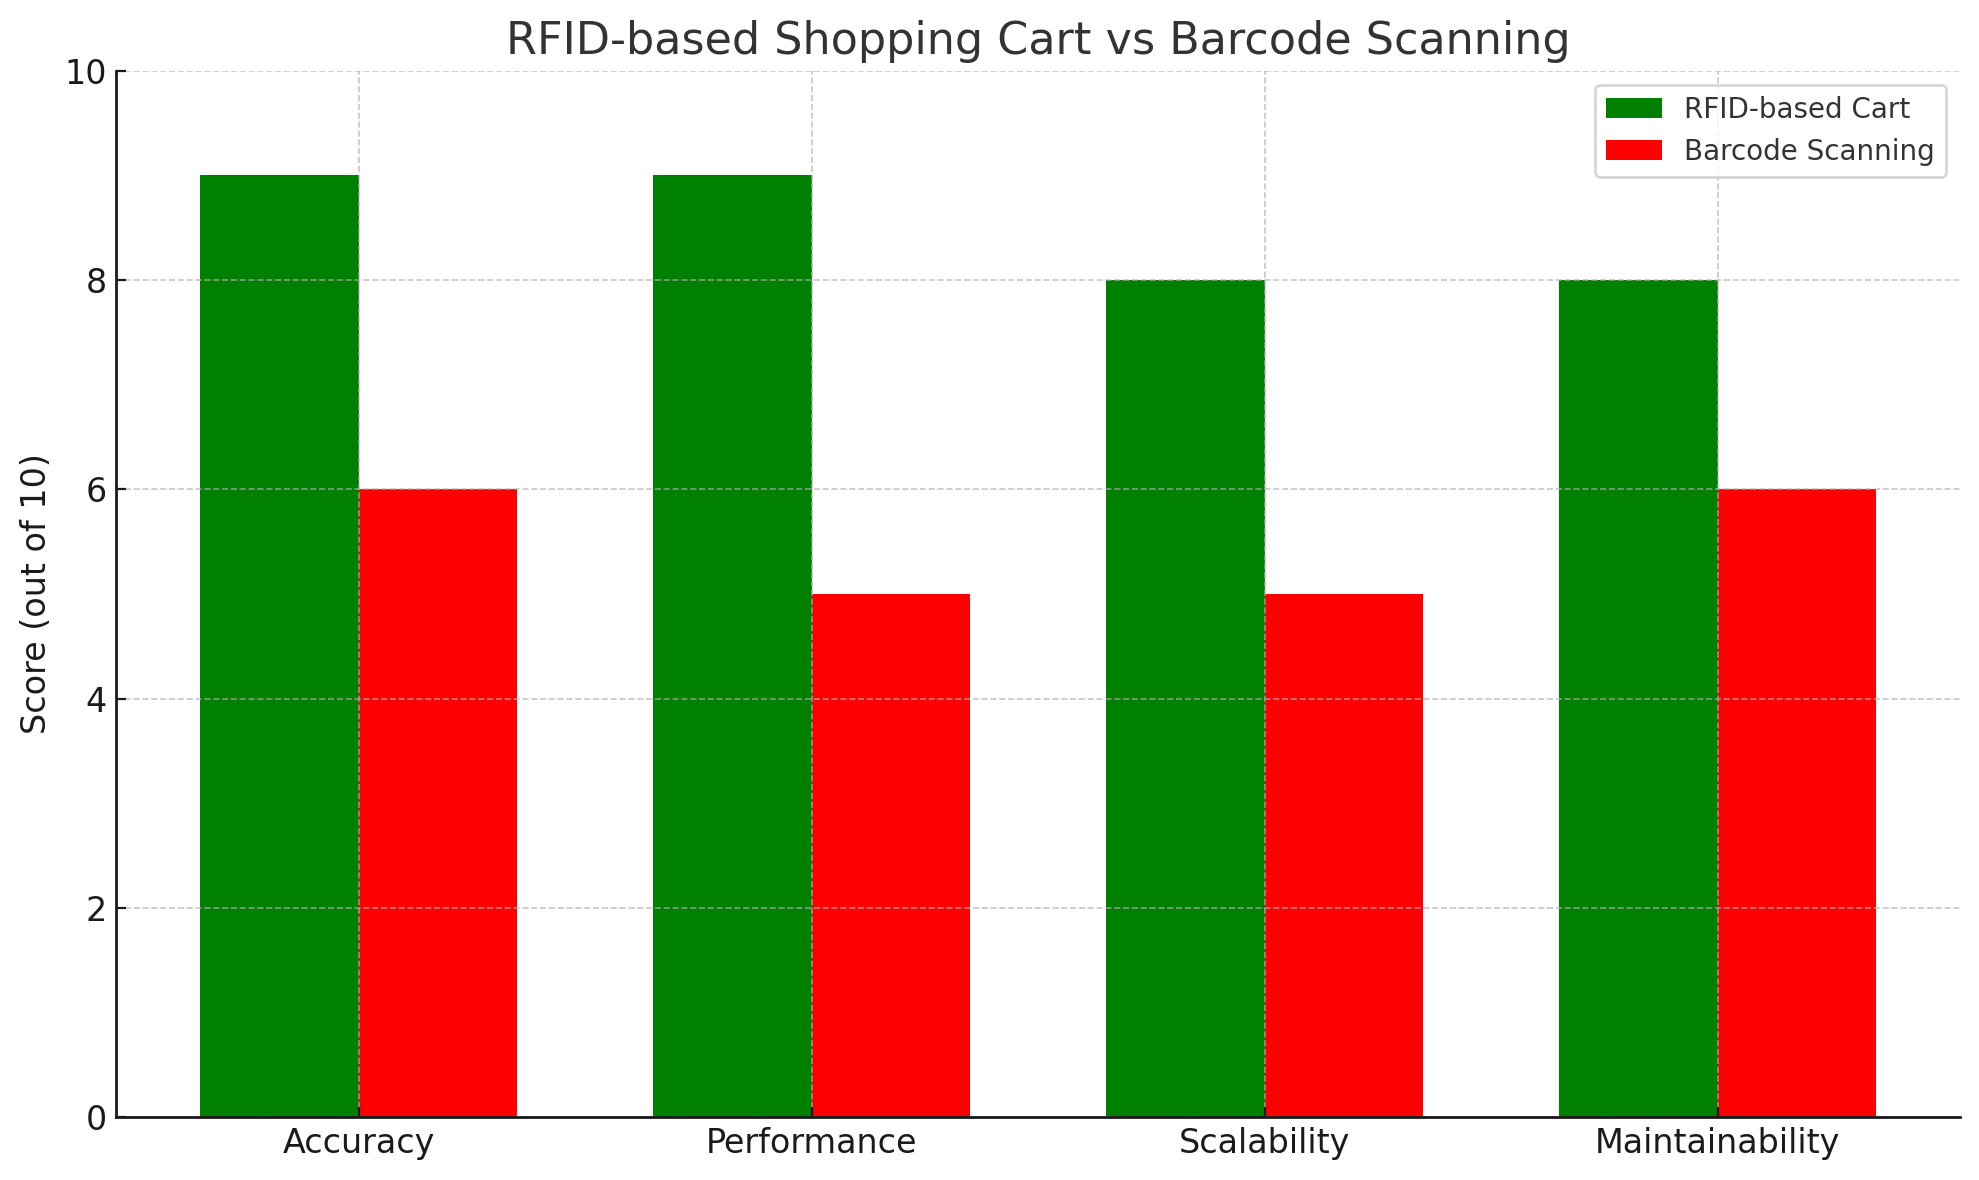 RFID-based Shopping Cart vs Barcode Scanning
RFID-based Cart
Barcode Scanning
Score (out of 10)
10
8
6
4
2
0
Accuracy Performance Scalability Maintainability